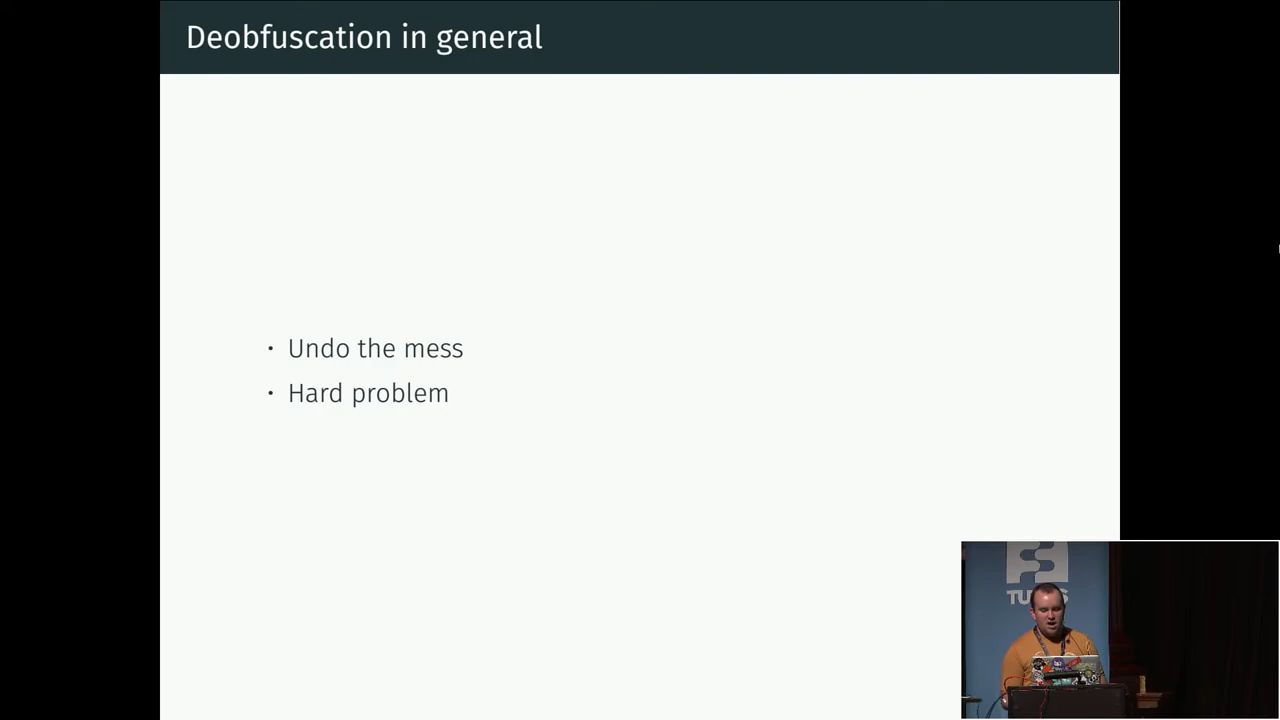 Deobfuscation in general
• Undo the mess
• Hard problem